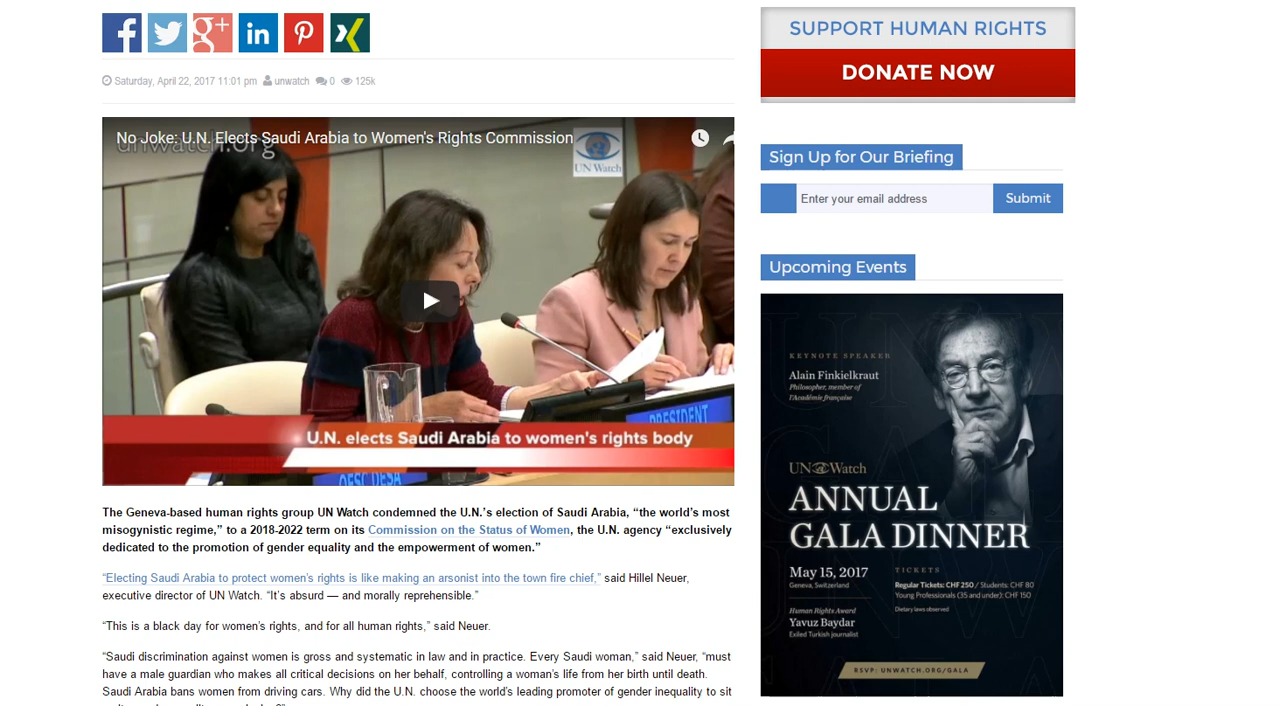 Saturday, April 22, 2017 11:01 pm unwatch 0 125k
No Joke: U.N. Elects Saudi Arabia to Women's Rights Commission
unwatch.org
UN Watch
PRESIDENT
U.N. elects Saudi Arabia to women's rights body
DESC DESA
The Geneva-based human rights group UN Watch condemned the U.N.’s election of Saudi Arabia, “the world’s most
misogynistic regime,” to a 2018-2022 term on its Commission on the Status of Women, the U.N. agency “exclusively
dedicated to the promotion of gender equality and the empowerment of women.”
“Electing Saudi Arabia to protect women’s rights is like making an arsonist into the town fire chief,” said Hillel Neuer,
executive director of UN Watch. “It’s absurd — and morally reprehensible.”
“This is a black day for women’s rights, and for all human rights,” said Neuer.
“Saudi discrimination against women is gross and systematic in law and in practice. Every Saudi woman,” said Neuer, “must
have a male guardian who makes all critical decisions on her behalf, controlling a woman’s life from her birth until death.
Saudi Arabia bans women from driving cars. Why did the U.N. choose the world’s leading promoter of gender inequality to sit
SUPPORT HUMAN RIGHTS
DONATE NOW
Sign Up for Our Briefing
Enter your email address Submit
Upcoming Events
KEYNOTE SPEAKER
Alain Finkielkraut
Philosopher, member of
l'Académie française
UN Watch
ANNUAL
GALA DINNER
May 15, 2017
Geneva, Switzerland
TICKETS
Regular Tickets: CHF 250 / Students: CHF 80
Young Professionals (35 and under): CHF 150
Dietary laws observed
Human Rights Award
Yavuz Baydar
Exiled Turkish journalist
RSVP: UNWATCH.ORG/GALA